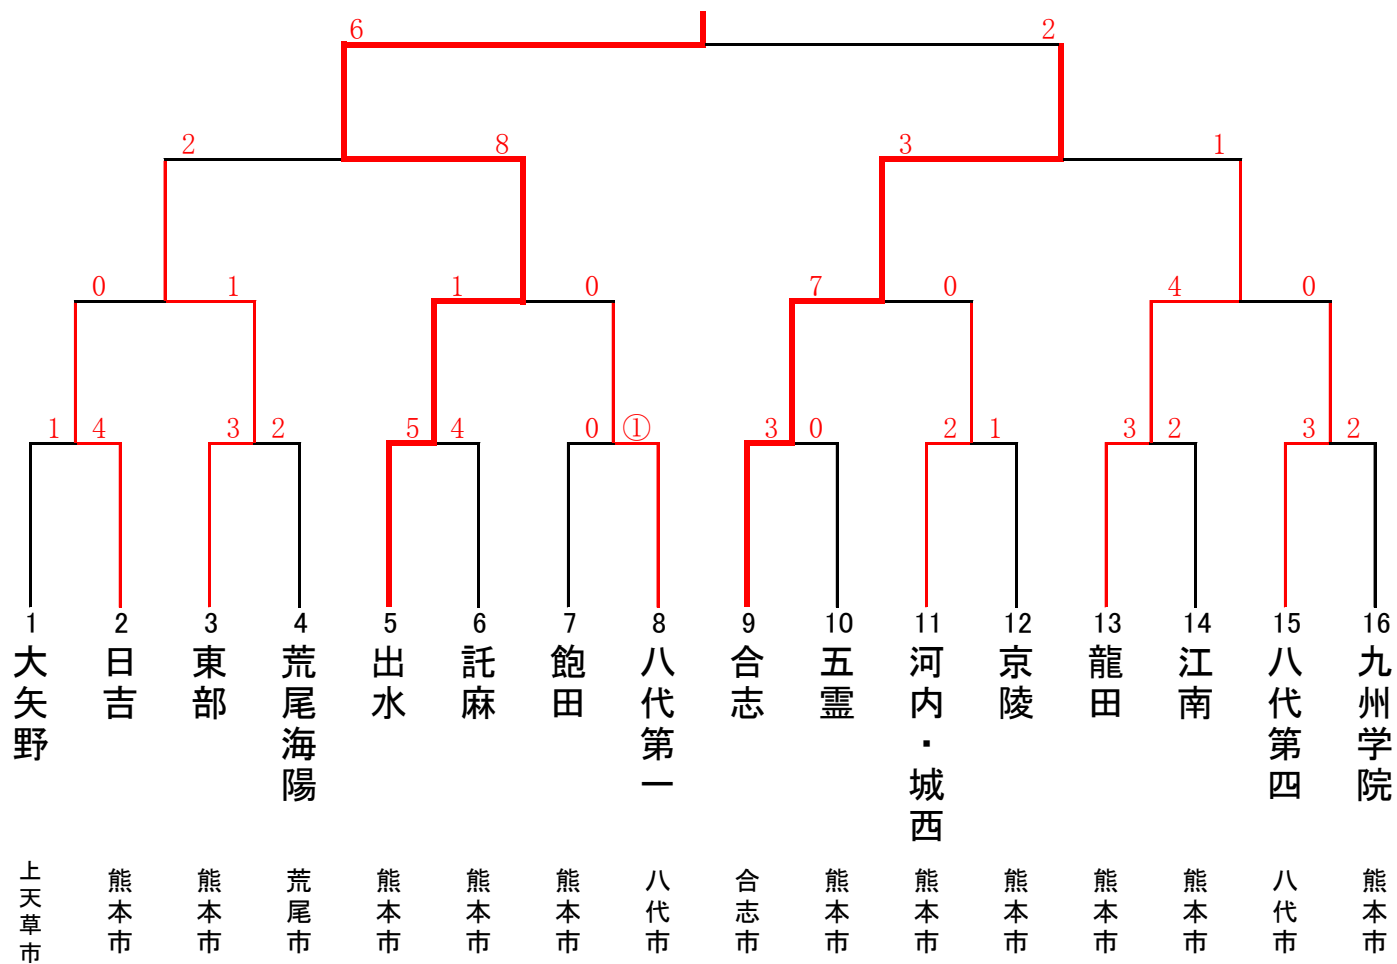 6 2
2 8 3 1
0 1 1 0 7 0 4 0
1 4 3 2 5 4 0 ① 3 0 2 1 3 2 3 2
1 2 3 4 5 6 7 8 9 10 11 12 13 14 15 16
大矢野
日吉
東部
荒尾海陽
出水
託麻
飽田
八代第一
合志
五霊
河内・城西
京陵
龍田
江南
八代第四
九州学院
上天草市
熊本市
熊本市
荒尾市
熊本市
熊本市
熊本市
八代市
合志市
熊本市
熊本市
熊本市
熊本市
熊本市
八代市
熊本市